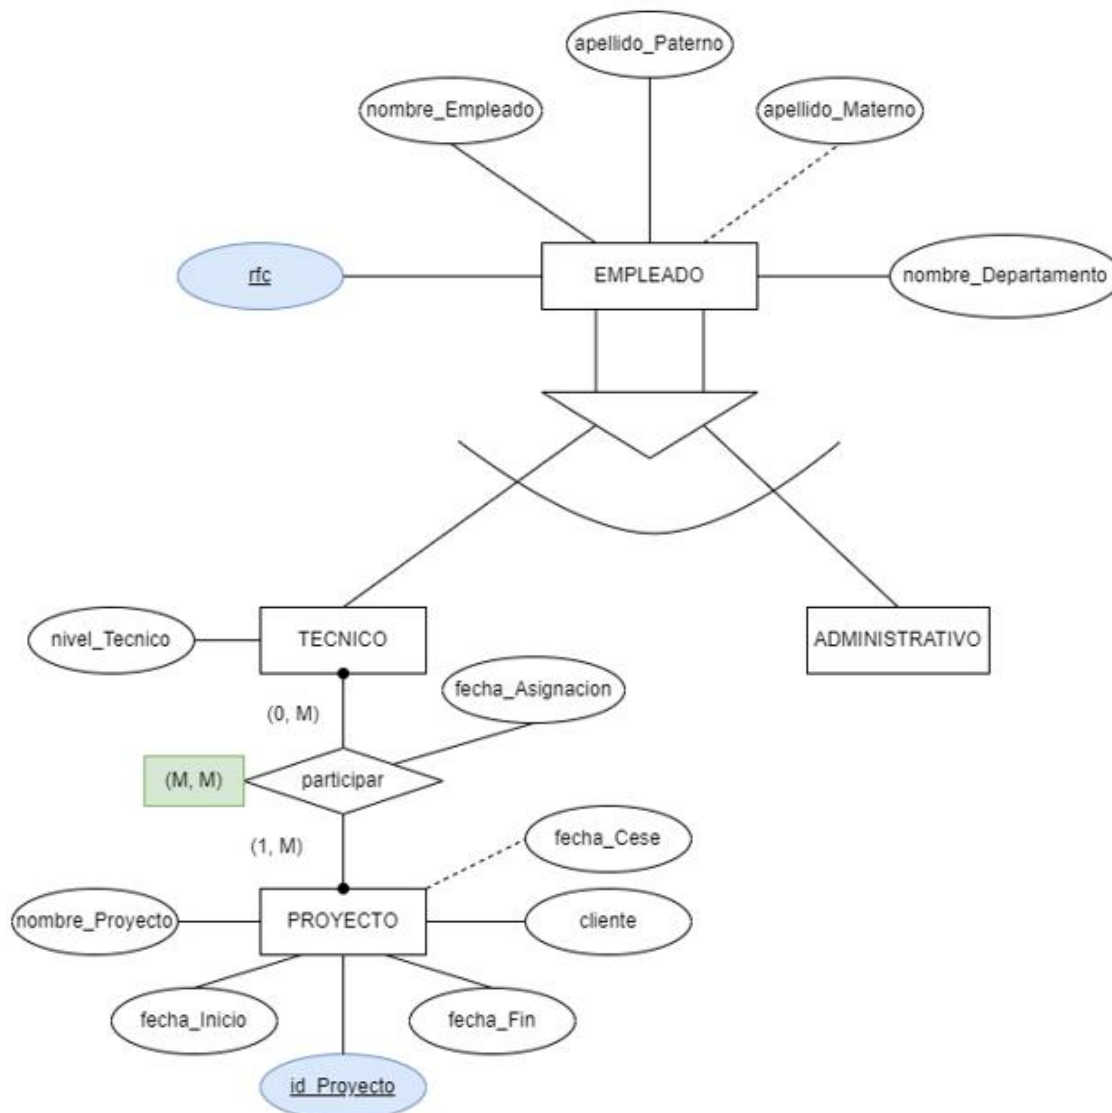 apellido_Paterno
nombre_Empleado
apellido_Materno
rfc
EMPLEADO
nombre_Departamento
nivel_Tecnico
TECNICO
ADMINISTRATIVO
fecha_Asignacion
(0, M)
(M, M)
participar
(1, M)
fecha_Cese
nombre_Proyecto
PROYECTO
cliente
fecha_Inicio
fecha_Fin
id_Proyecto